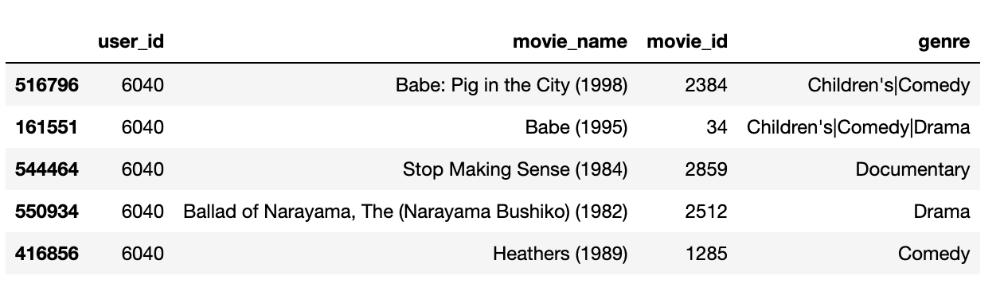 user_id movie_name movie_id genre
516796 6040 Babe: Pig in the City (1998) 2384 Children's|Comedy
161551 6040 Babe (1995) 34 Children's|Comedy|Drama
544464 6040 Stop Making Sense (1984) 2859 Documentary
550934 6040 Ballad of Narayama, The (Narayama Bushiko) (1982) 2512 Drama
416856 6040 Heathers (1989) 1285 Comedy